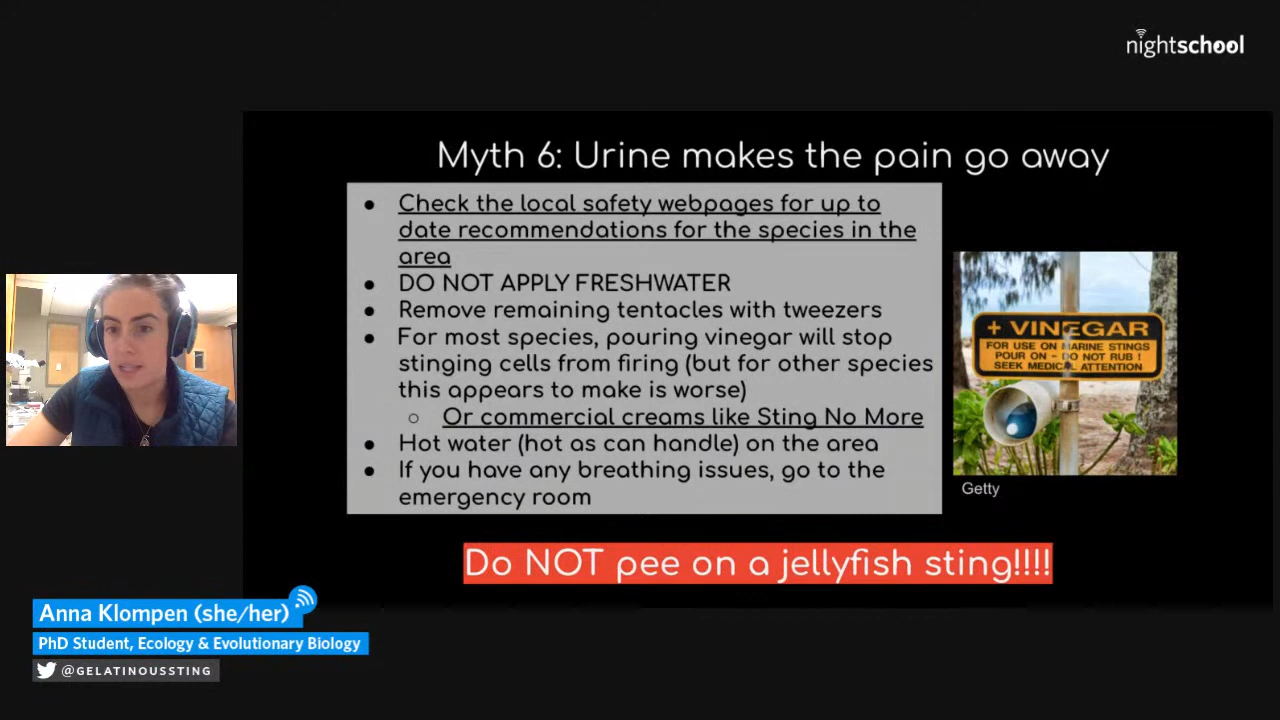 nightschool
Myth 6: Urine makes the pain go away
● Check the local safety webpages for up to
date recommendations for the species in the
area
● DO NOT APPLY FRESHWATER
● Remove remaining tentacles with tweezers
● For most species, pouring vinegar will stop
stinging cells from firing (but for other species
this appears to make is worse)
○ Or commercial creams like Sting No More
● Hot water (hot as can handle) on the area
● If you have any breathing issues, go to the
emergency room
+ VINEGAR
FOR USE ON MARINE STINGS
POUR ON - DO NOT RUB !
SEEK MEDICAL ATTENTION
Getty
Do NOT pee on a jellyfish sting!!!!
Anna Klompen (she/her)
PhD Student, Ecology & Evolutionary Biology
@GELATINOUSSTING